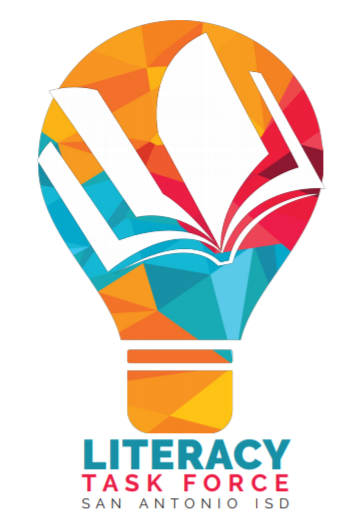 LITERACY
TASK FORCE
SAN ANTONIO ISD